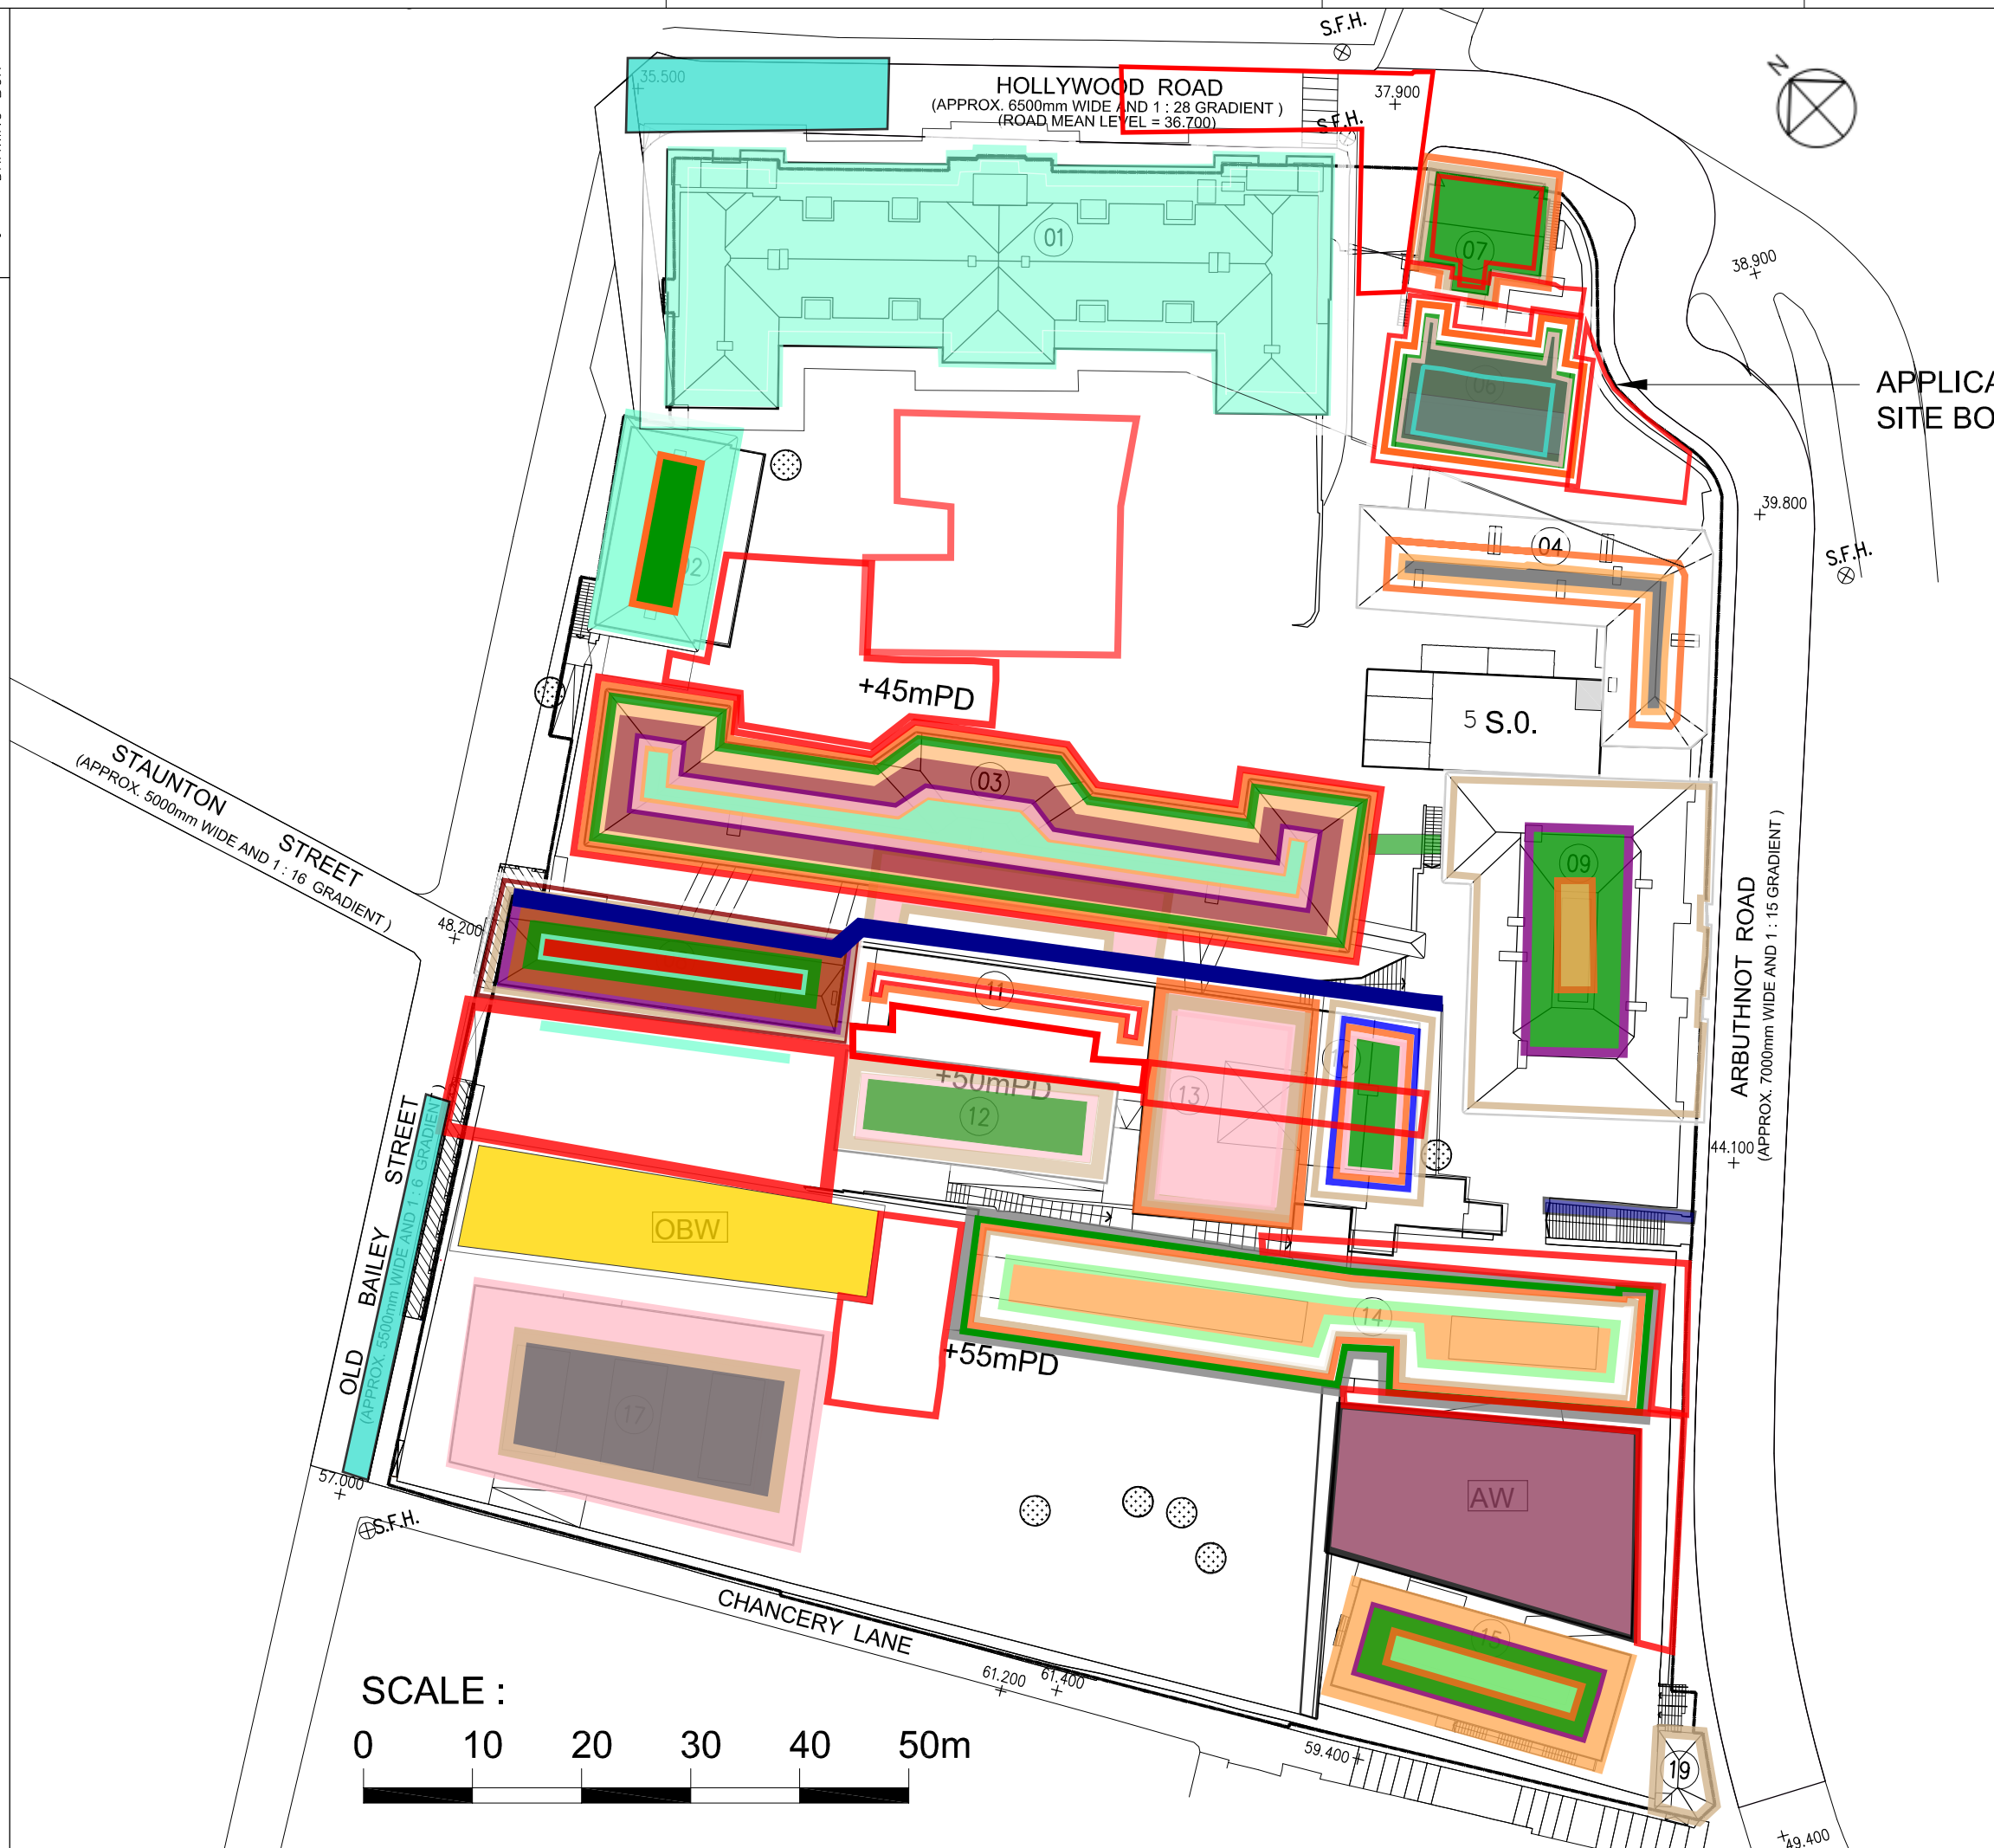 S.F.H.
35.500
HOLLYWOOD ROAD
(APPROX. 6500mm WIDE AND 1 : 28 GRADIENT )
(ROAD MEAN LEVEL = 36.700)
37.900
S.F.H.
N
01
07
38.900
06
APPLICA
SITE BO
39.800
04
S.F.H.
02
+45mPD
5 S.O.
03
STAUNTON STREET
(APPROX. 5000mm WIDE AND 1 : 16 GRADIENT )
48.200
09
ARBUTHNOT ROAD
(APPROX. 7000mm WIDE AND 1 : 15 GRADIENT )
11
10
+50mPD
13
12
44.100
OLD BAILEY STREET
(APPROX. 5500mm WIDE AND 1 : 6 GRADIENT
OBW
14
+55mPD
17
57.000
S.F.H.
AW
CHANCERY LANE
15
61.200
61.400
59.400
19
49.400
SCALE :
0 10 20 30 40 50m